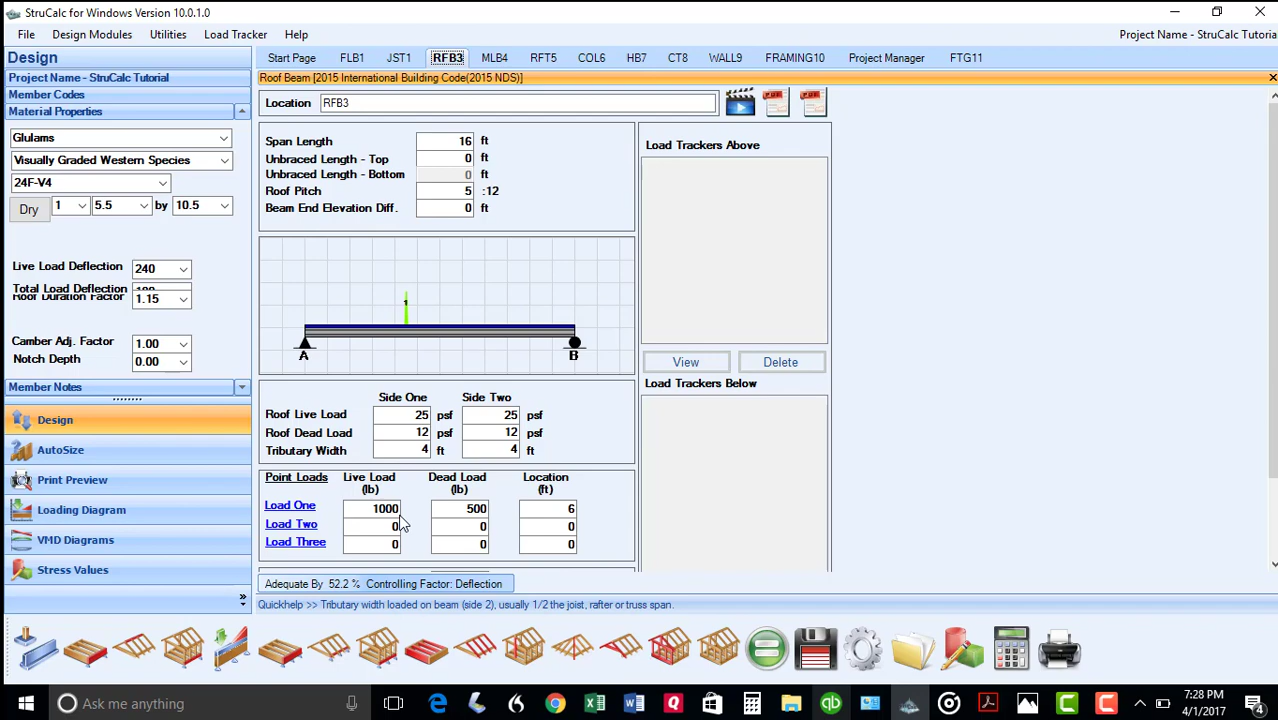 StruCalc for Windows Version 10.0.1.0
File Design Modules Utilities Load Tracker Help Project Name - StruCalc Tutoria
Design Start Page FLB1 JST1 RFB3 MLB4 RFT5 COL6 HB7 CT8 WALL9 FRAMING10 Project Manager FTG11
Project Name - StruCalc Tutorial Roof Beam [2015 International Building Code(2015 NDS)]
Member Codes
Material Properties
Location RFB3
Glulams
Visually Graded Western Species
24F-V4
Dry 1 5.5 by 10.5
Live Load Deflection 240
Total Load Deflection
Roof Duration Factor 1.15
Camber Adj. Factor 1.00
Notch Depth 0.00
Member Notes
Design
AutoSize
Print Preview
Loading Diagram
VMD Diagrams
Stress Values
Span Length 16 ft
Unbraced Length - Top 0 ft
Unbraced Length - Bottom 0 ft
Roof Pitch 5 :12
Beam End Elevation Diff. 0 ft
1
A B
Side One Side Two
Roof Live Load 25 psf 25 psf
Roof Dead Load 12 psf 12 psf
Tributary Width 4 ft 4 ft
Point Loads Live Load Dead Load Location
(lb) (lb) (ft)
Load One 1000 500 6
Load Two 0 0 0
Load Three 0 0 0
Load Trackers Above
View Delete
Load Trackers Below
Adequate By 52.2 % Controlling Factor: Deflection
Quickhelp >> Tributary width loaded on beam (side 2), usually 1/2 the joist, rafter or truss span.
Ask me anything
7:28 PM
4/1/2017
4